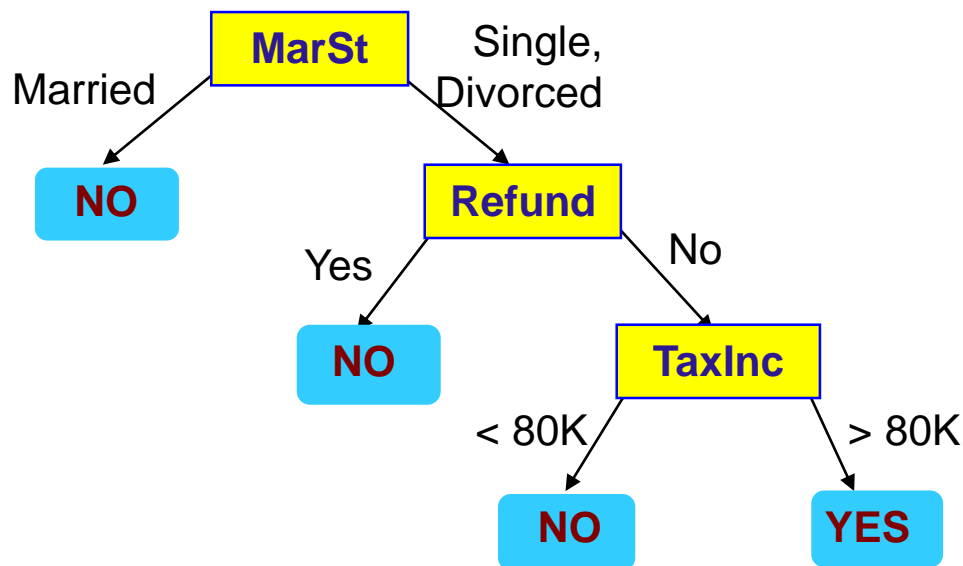 MarSt
Single,
Divorced
Married
NO
Refund
Yes
No
NO
TaxInc
< 80K
> 80K
NO
YES